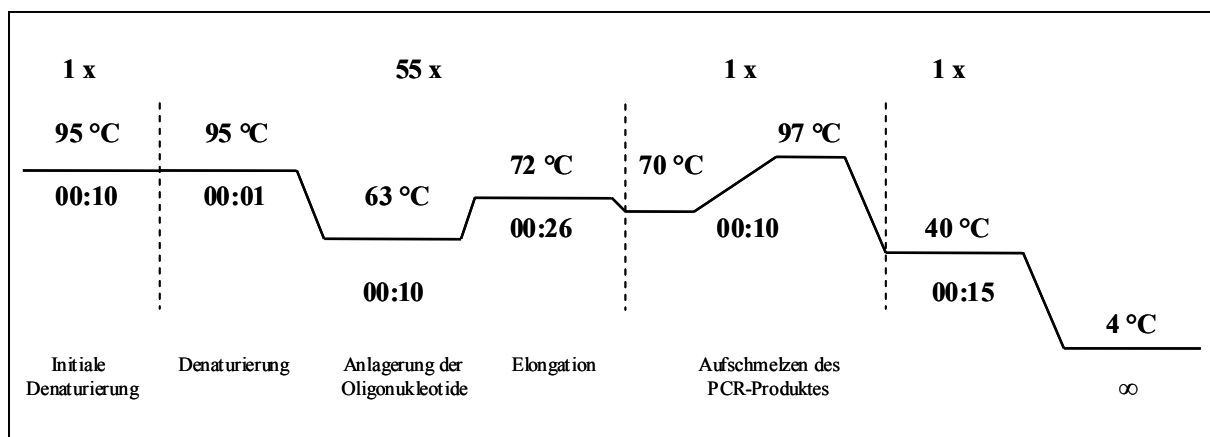 1 x
55 x
1 x
1 x
95 °C
95 °C
97 °C
72 °C
70 °C
00:10
00:01
63 °C
00:26
00:10
40 °C
00:10
00:15
4 °C
Initiale
Denaturierung
Denaturierung
Anlagerung der
Oligonukleotide
Elongation
Aufschmelzen des
PCR-Produktes
∞